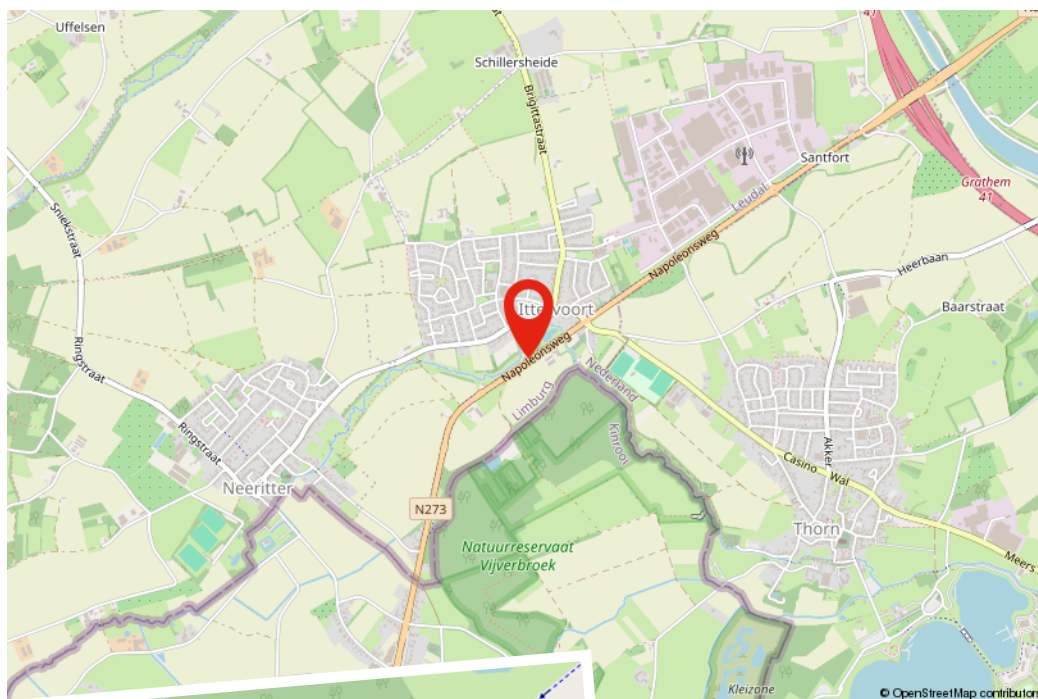 Uffelsen
41
Schillersheide
Brigittastraat
Santfort
Leudal
Grathem
41
Sniekstraat
Napoleonsweg
Heerbaan
Baarstraat
Ringstraat
Napoleonsweg
Limburg
Nederland
Kinrooi
Ringstraat
Akker
Casino
Wal
Neeritter
N273
Thorn
Natuurreservaat
Vijverbroek
Meers
Kleizone
© OpenStreetMap contributors